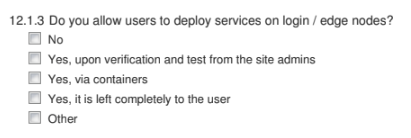 12.1.3 Do you allow users to deploy services on login / edge nodes?
No
Yes, upon verification and test from the site admins
Yes, via containers
Yes, it is left completely to the user
Other